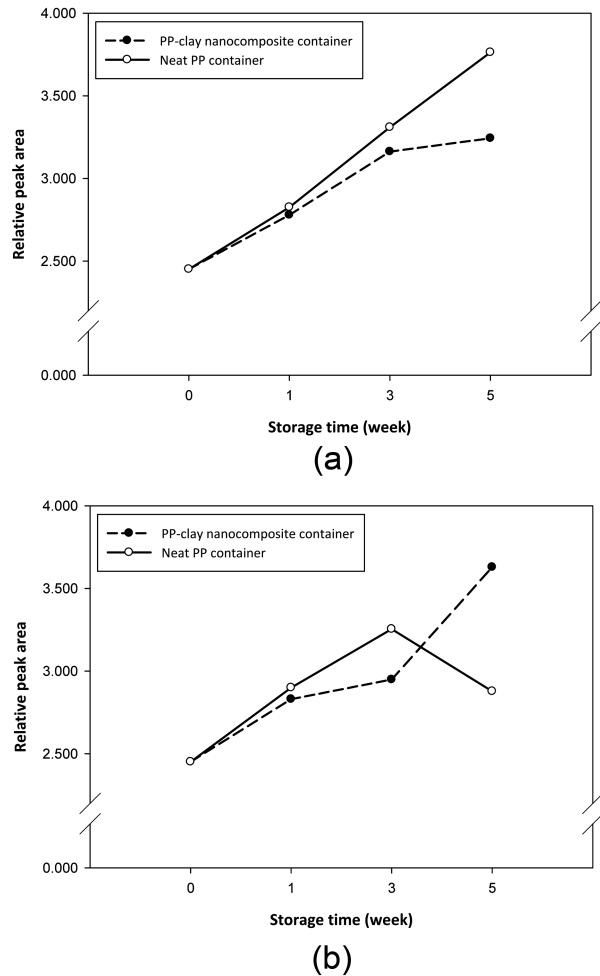 4.000
PP-clay nanocomposite container
Neat PP container
3.500
3.000
2.500
0.000
Relative peak area
0 1 3 5
Storage time (week)
(a)
4.000
PP-clay nanocomposite container
Neat PP container
3.500
3.000
2.500
0.000
Relative peak area
0 1 3 5
Storage time (week)
(b)